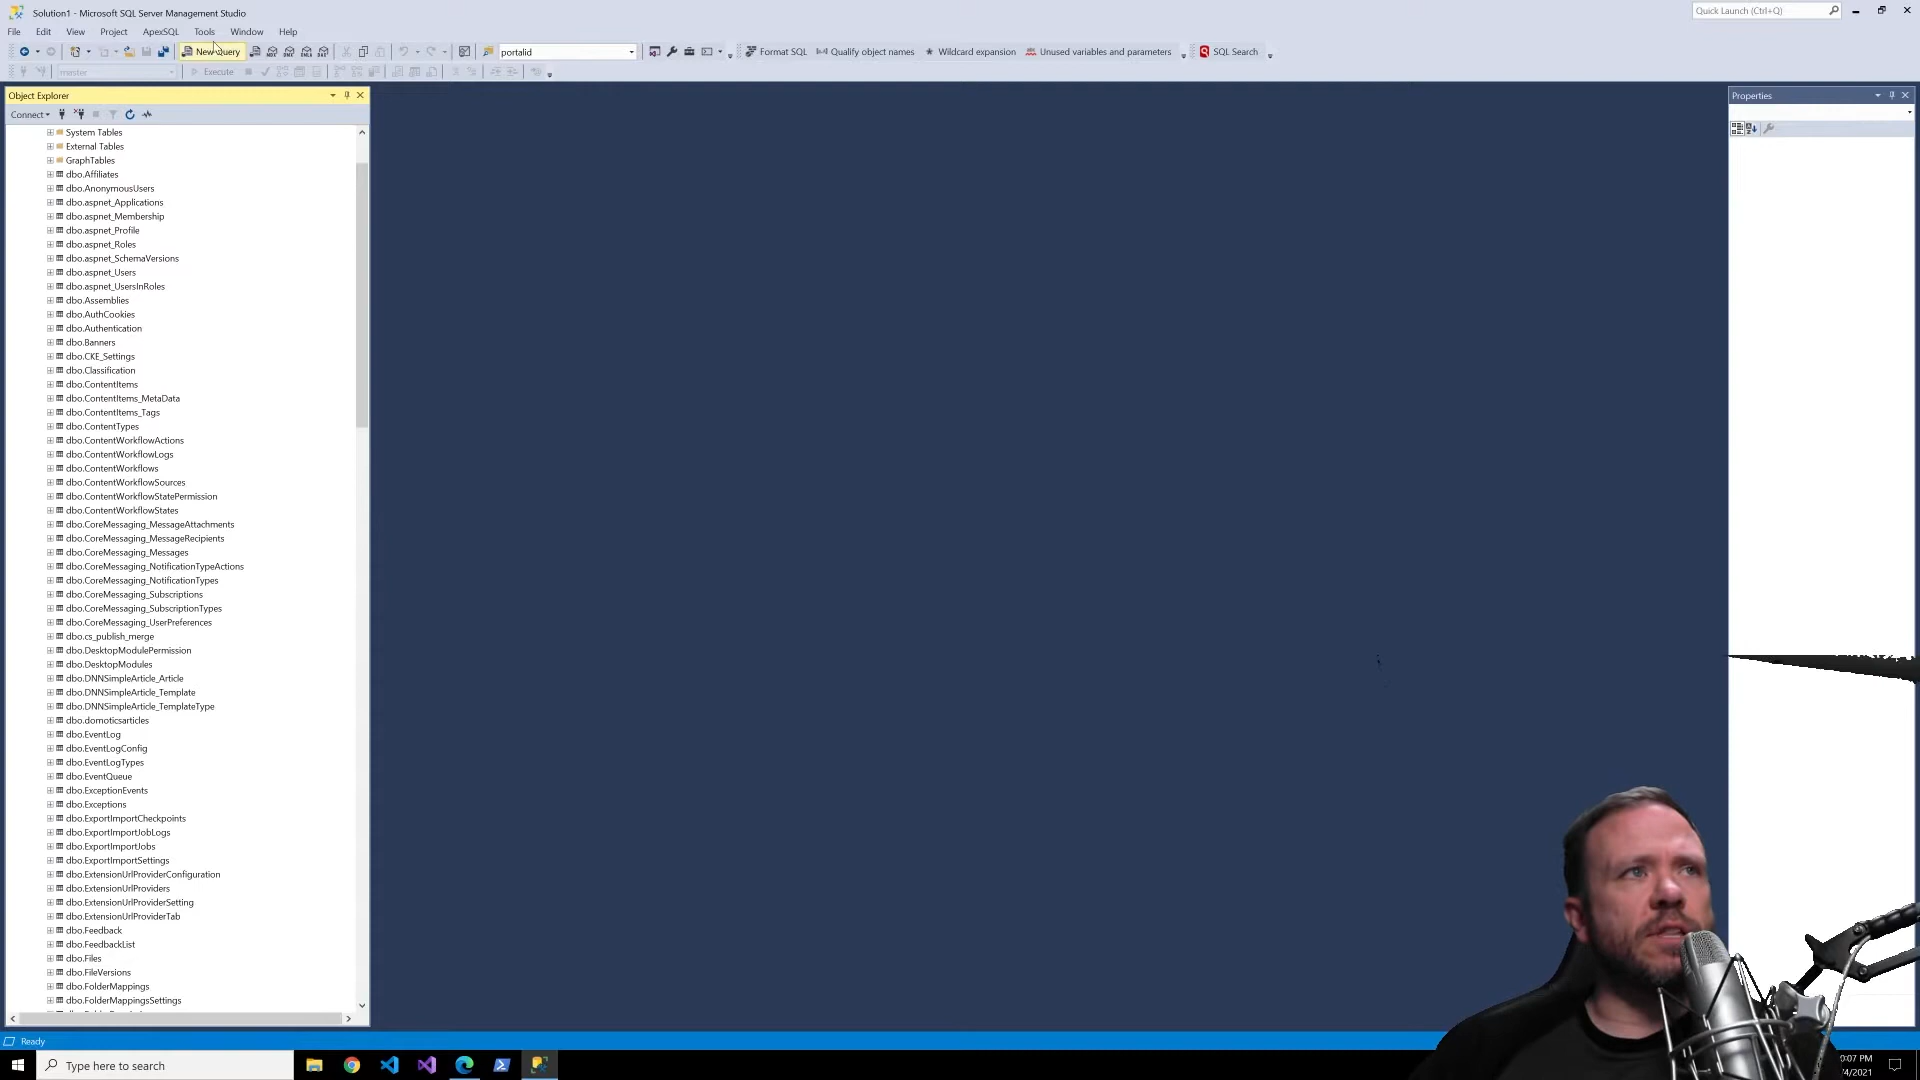 Solution1 - Microsoft SQL Server Management Studio
Quick Launch (Ctrl+Q)
File Edit View Project ApexSQL Tools Window Help
New Query portalid Format SQL Qualify object names Wildcard expansion Unused variables and parameters SQL Search
master Execute
Object Explorer
Properties
Connect
System Tables
External Tables
GraphTables
dbo.Affiliates
dbo.AnonymousUsers
dbo.aspnet_Applications
dbo.aspnet_Membership
dbo.aspnet_Profile
dbo.aspnet_Roles
dbo.aspnet_SchemaVersions
dbo.aspnet_Users
dbo.aspnet_UsersInRoles
dbo.Assemblies
dbo.AuthCookies
dbo.Authentication
dbo.Banners
dbo.CKE_Settings
dbo.Classification
dbo.ContentItems
dbo.ContentItems_MetaData
dbo.ContentItems_Tags
dbo.ContentTypes
dbo.ContentWorkflowActions
dbo.ContentWorkflowLogs
dbo.ContentWorkflows
dbo.ContentWorkflowSources
dbo.ContentWorkflowStatePermission
dbo.ContentWorkflowStates
dbo.CoreMessaging_MessageAttachments
dbo.CoreMessaging_MessageRecipients
dbo.CoreMessaging_Messages
dbo.CoreMessaging_NotificationTypeActions
dbo.CoreMessaging_NotificationTypes
dbo.CoreMessaging_Subscriptions
dbo.CoreMessaging_SubscriptionTypes
dbo.CoreMessaging_UserPreferences
dbo.cs_publish_merge
dbo.DesktopModulePermission
dbo.DesktopModules
dbo.DNNSimpleArticle_Article
dbo.DNNSimpleArticle_Template
dbo.DNNSimpleArticle_TemplateType
dbo.domoticsarticles
dbo.EventLog
dbo.EventLogConfig
dbo.EventLogTypes
dbo.EventQueue
dbo.ExceptionEvents
dbo.Exceptions
dbo.ExportImportCheckpoints
dbo.ExportImportJobLogs
dbo.ExportImportJobs
dbo.ExportImportSettings
dbo.ExtensionUrlProviderConfiguration
dbo.ExtensionUrlProviders
dbo.ExtensionUrlProviderSetting
dbo.ExtensionUrlProviderTab
dbo.Feedback
dbo.FeedbackList
dbo.Files
dbo.FileVersions
dbo.FolderMappings
dbo.FolderMappingsSettings
Ready
Type here to search
0:07 PM
/4/2021